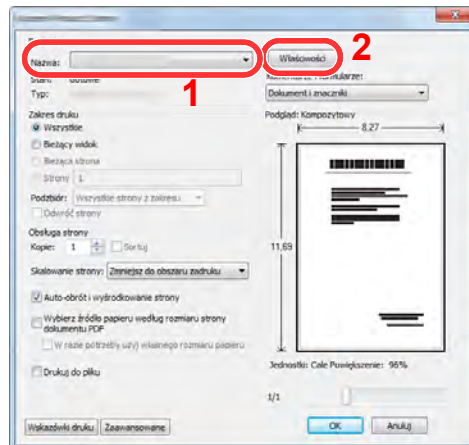 Nazwa:
Właściwości
2
1
Stan: Gotowe
Komentarze i formularze:
Typ:
Dokument i znaczniki
Zakres druku
Podgląd: Kompozytowy
Wszystkie
8,27
Bieżący widok
Bieżąca strona
Strony 1
Podzbiór: Wszystkie strony z zakresu
Odwróć strony
Obsługa strony
Kopie: 1 Sortuj
11,69
Skalowanie strony: Zmniejsz do obszaru zadruku
Auto-obrót i wyśrodkowanie strony
Wybierz źródło papieru według rozmiaru strony
dokumentu PDF
W razie potrzeby użyj własnego rozmiaru papieru
Jednostki: Cale Powiększenie: 96%
Drukuj do pliku
1/1
Wskazówki druku Zaawansowane
OK Anuluj